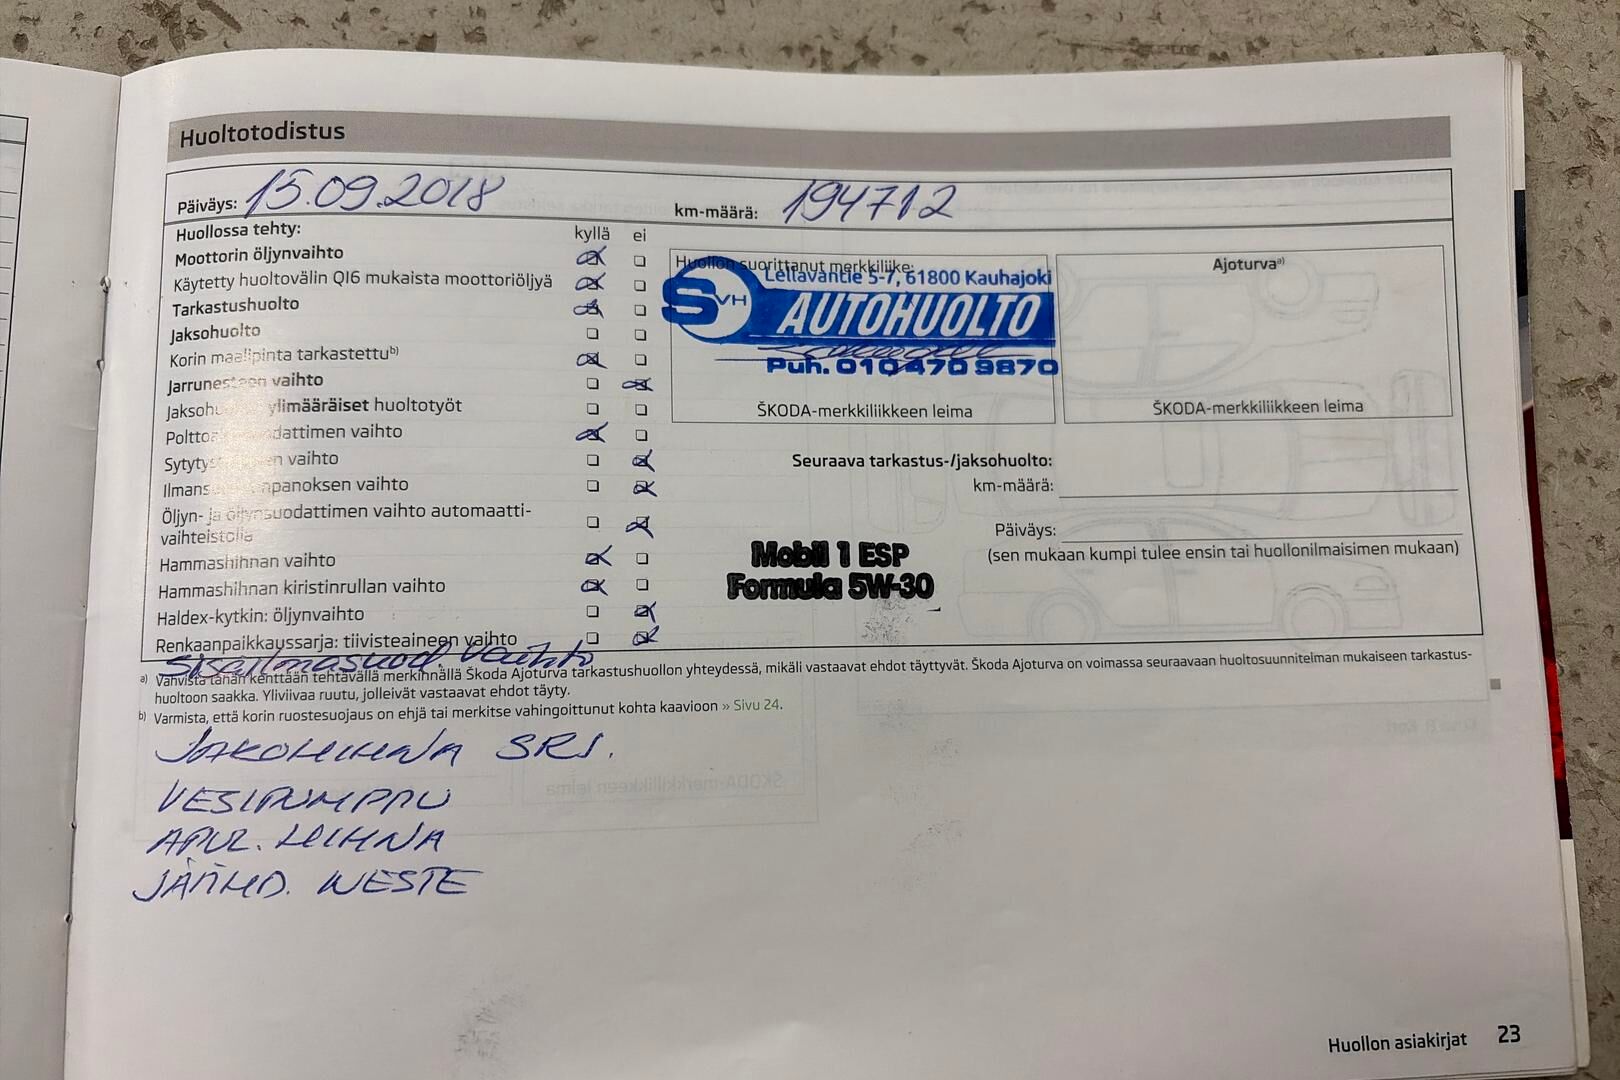 Huoltotodistus
Päiväys: 15.09.2018 km-määrä: 194712
Huollossa tehty: kyllä ei
Moottorin öljynvaihto
Käytetty huoltovälin QI6 mukaista moottoriöljyä
Tarkastushuolto
Jaksohuolto
Korin maalipinta tarkastettu b)
Jarrunesteen vaihto
ylimääräiset huoltotyöt
vaihto
vaihto
vaihto
Öljyn- ja öljynsuodattimen vaihto automaatti-
vaihteistolla
Hammashihnan vaihto
Hammashihnan kiristinrullan vaihto
Haldex-kytkin: öljynvaihto
Renkaanpaikkaussarja: tiivisteaineen vaihto
Sisäilmasuod. vaihto
Huollon suorittanut merkkiliike:
Lellavantie 5-7, 61800 Kauhajoki
SVH AUTOHUOLTO
Puh. 010 470 9870
ŠKODA-merkkiliikkeen leima
Ajoturva a)
ŠKODA-merkkiliikkeen leima
Seuraava tarkastus-/jaksohuolto:
km-määrä:
Päiväys:
(sen mukaan kumpi tulee ensin tai huollonilmaisimen mukaan)
Mobil 1 ESP
Formula 5W-30
a) Vahvista tähän kenttään tehtävällä merkinnällä Škoda Ajoturva tarkastushuollon yhteydessä, mikäli vastaavat ehdot täyttyvät. Škoda Ajoturva on voimassa seuraavaan huoltosuunnitelman mukaiseen tarkastus-
huoltoon saakka. Yliviivaa ruutu, jolleivät vastaavat ehdot täyty.
b) Varmista, että korin ruostesuojaus on ehjä tai merkitse vahingoittunut kohta kaavioon » Sivu 24.
JAKOHIHNA SRJ.
VESIPUMPPU
APUL. HIHNA
JÄÄHD. NESTE
Huollon asiakirjat 23